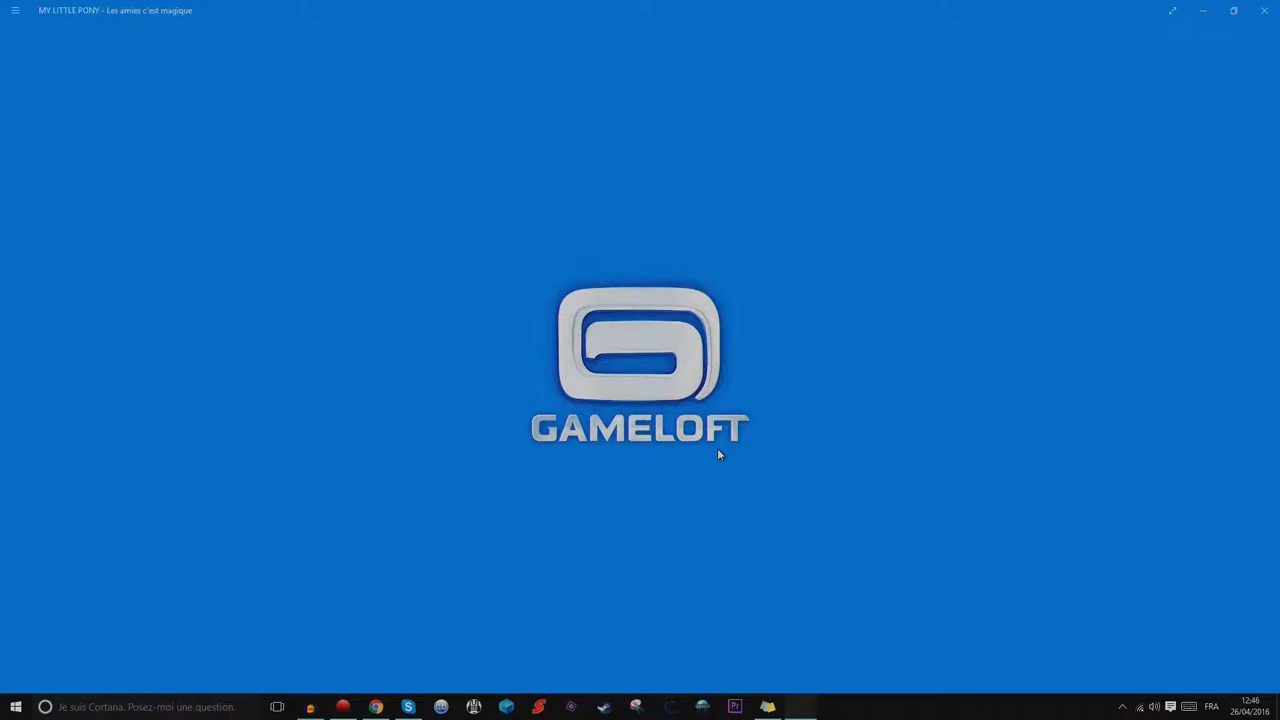 MY LITTLE PONY - Les amies c'est magique
GAMELOFT
Je suis Cortana. Posez-moi une question.
Pr
FRA
12:46
26/04/2016